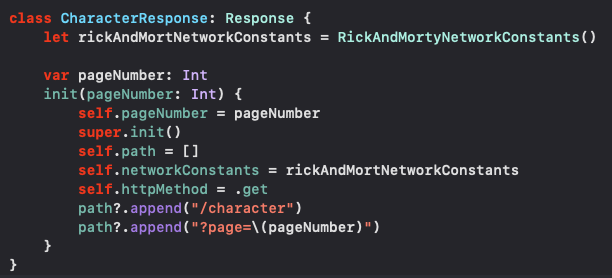 class CharacterResponse: Response {
    let rickAndMortNetworkConstants = RickAndMortyNetworkConstants()

    var pageNumber: Int
    init(pageNumber: Int) {
        self.pageNumber = pageNumber
        super.init()
        self.path = []
        self.networkConstants = rickAndMortNetworkConstants
        self.httpMethod = .get
        path?.append("/character")
        path?.append("?page=\(pageNumber)")
    }
}